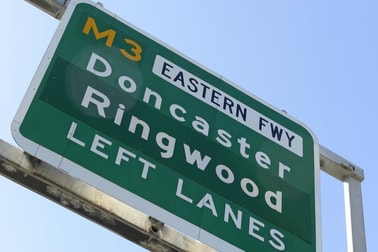 M3
EASTERN FWY
Doncaster
Ringwood
LEFT LANES